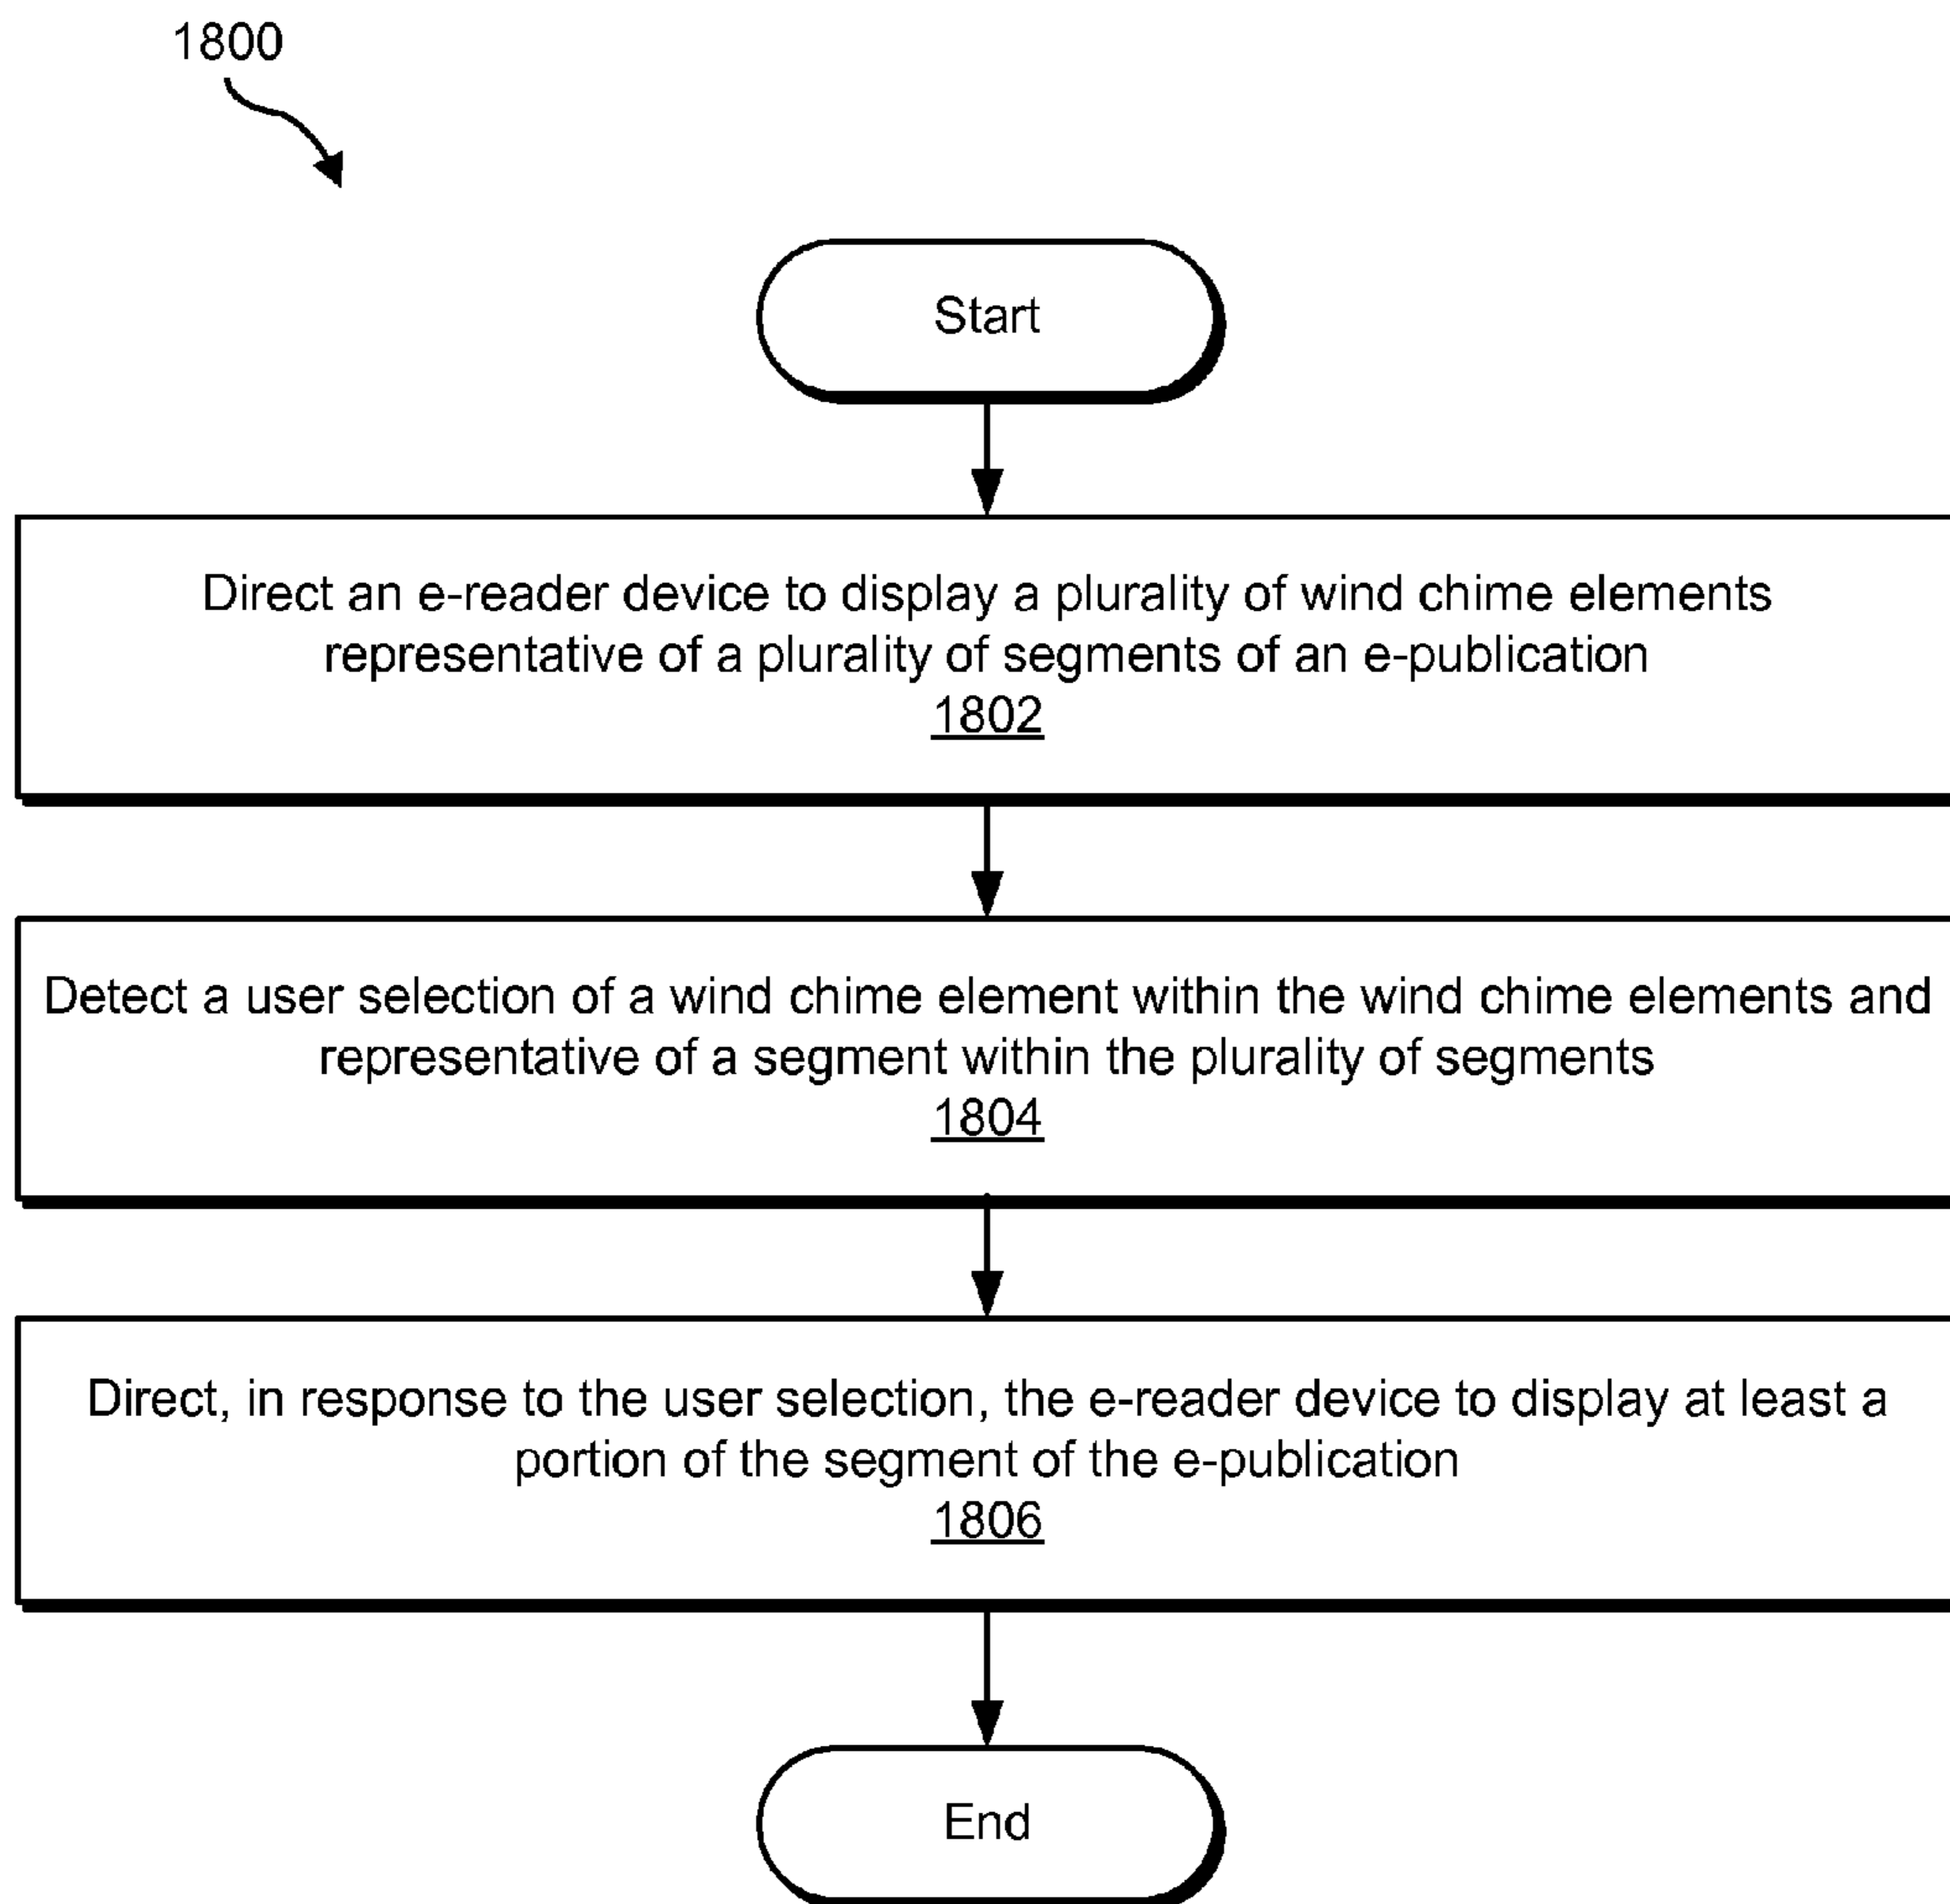 1800
Start
Direct an e-reader device to display a plurality of wind chime elements
representative of a plurality of segments of an e-publication
1802
Detect a user selection of a wind chime element within the wind chime elements and
representative of a segment within the plurality of segments
1804
Direct, in response to the user selection, the e-reader device to display at least a
portion of the segment of the e-publication
1806
End